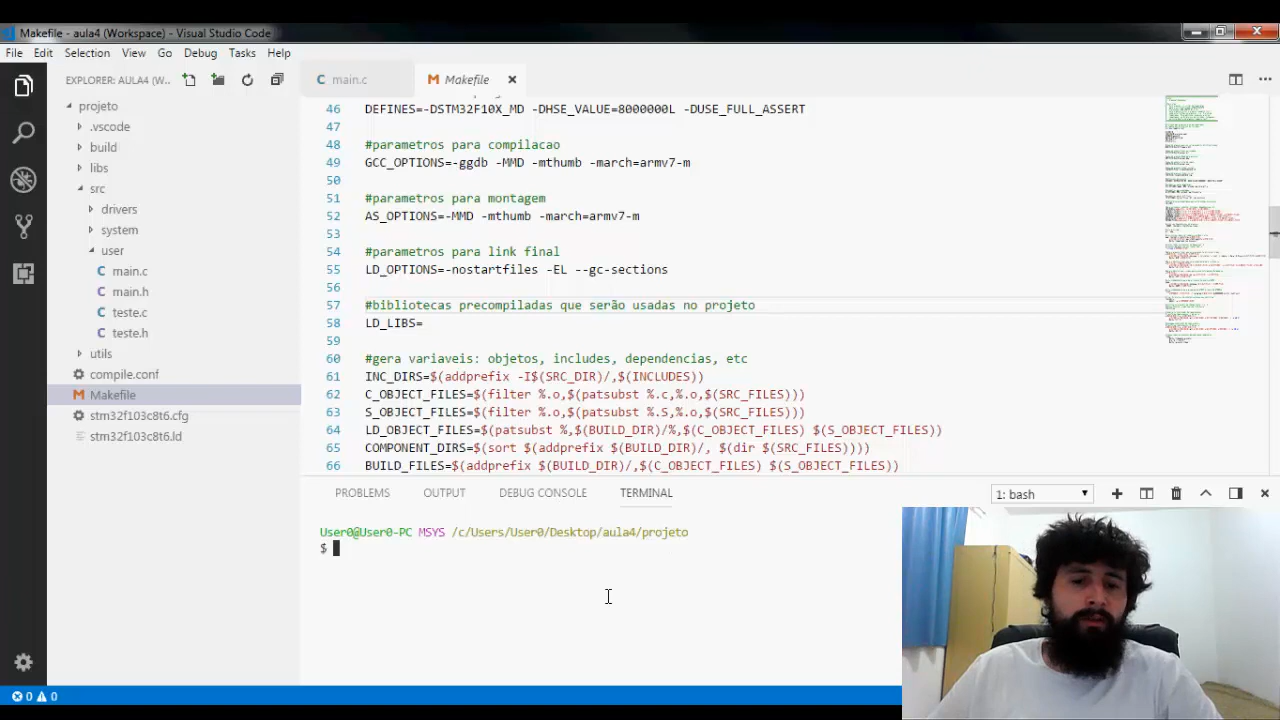 Makefile - aula4 (Workspace) - Visual Studio Code
File Edit Selection View Go Debug Tasks Help
EXPLORER: AULA4 (W...
projeto
.vscode
build
libs
src
drivers
system
user
main.c
main.h
teste.c
teste.h
utils
compile.conf
Makefile
stm32f103c8t6.cfg
stm32f103c8t6.ld
main.c
Makefile
46 DEFINES=-DSTM32F10X_MD -DHSE_VALUE=8000000L -DUSE_FULL_ASSERT
47
48 #parametros para compilacao
49 GCC_OPTIONS=-ggdb -MMD -mthumb -march=armv7-m
50
51 #parametros para montagem
52 AS_OPTIONS=-MMD -mthumb -march=armv7-m
53
54 #parametros para link final
55 LD_OPTIONS=-nostartfiles -EL --gc-sections
56
57 #bibliotecas pre-compiladas que serão usadas no projeto
58 LD_LIBS=
59
60 #gera variaveis: objetos, includes, dependencias, etc
61 INC_DIRS=$(addprefix -I$(SRC_DIR)/,$(INCLUDES))
62 C_OBJECT_FILES=$(filter %.o,$(patsubst %.c,%.o,$(SRC_FILES)))
63 S_OBJECT_FILES=$(filter %.o,$(patsubst %.S,%.o,$(SRC_FILES)))
64 LD_OBJECT_FILES=$(patsubst %,$(BUILD_DIR)/%,$(C_OBJECT_FILES) $(S_OBJECT_FILES))
65 COMPONENT_DIRS=$(sort $(addprefix $(BUILD_DIR)/, $(dir $(SRC_FILES))))
66 BUILD_FILES=$(addprefix $(BUILD_DIR)/,$(C_OBJECT_FILES) $(S_OBJECT_FILES))
PROBLEMS OUTPUT DEBUG CONSOLE TERMINAL
1: bash
User0@User0-PC MSYS /c/Users/User0/Desktop/aula4/projeto
$
0 0